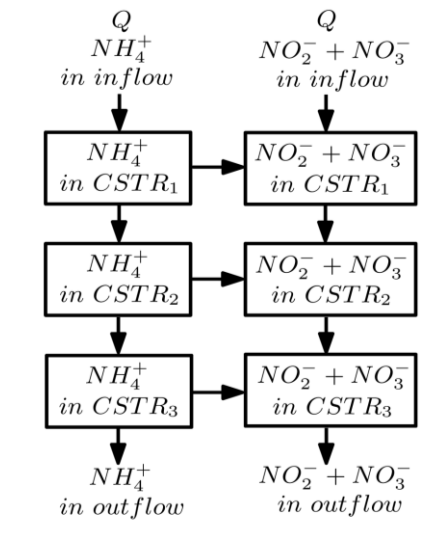 Q
NH₄⁺
in inflow
Q
NO₂⁻ + NO₃⁻
in inflow
NH₄⁺
in CSTR₁
NO₂⁻ + NO₃⁻
in CSTR₁
NH₄⁺
in CSTR₂
NO₂⁻ + NO₃⁻
in CSTR₂
NH₄⁺
in CSTR₃
NO₂⁻ + NO₃⁻
in CSTR₃
NH₄⁺
in outflow
NO₂⁻ + NO₃⁻
in outflow